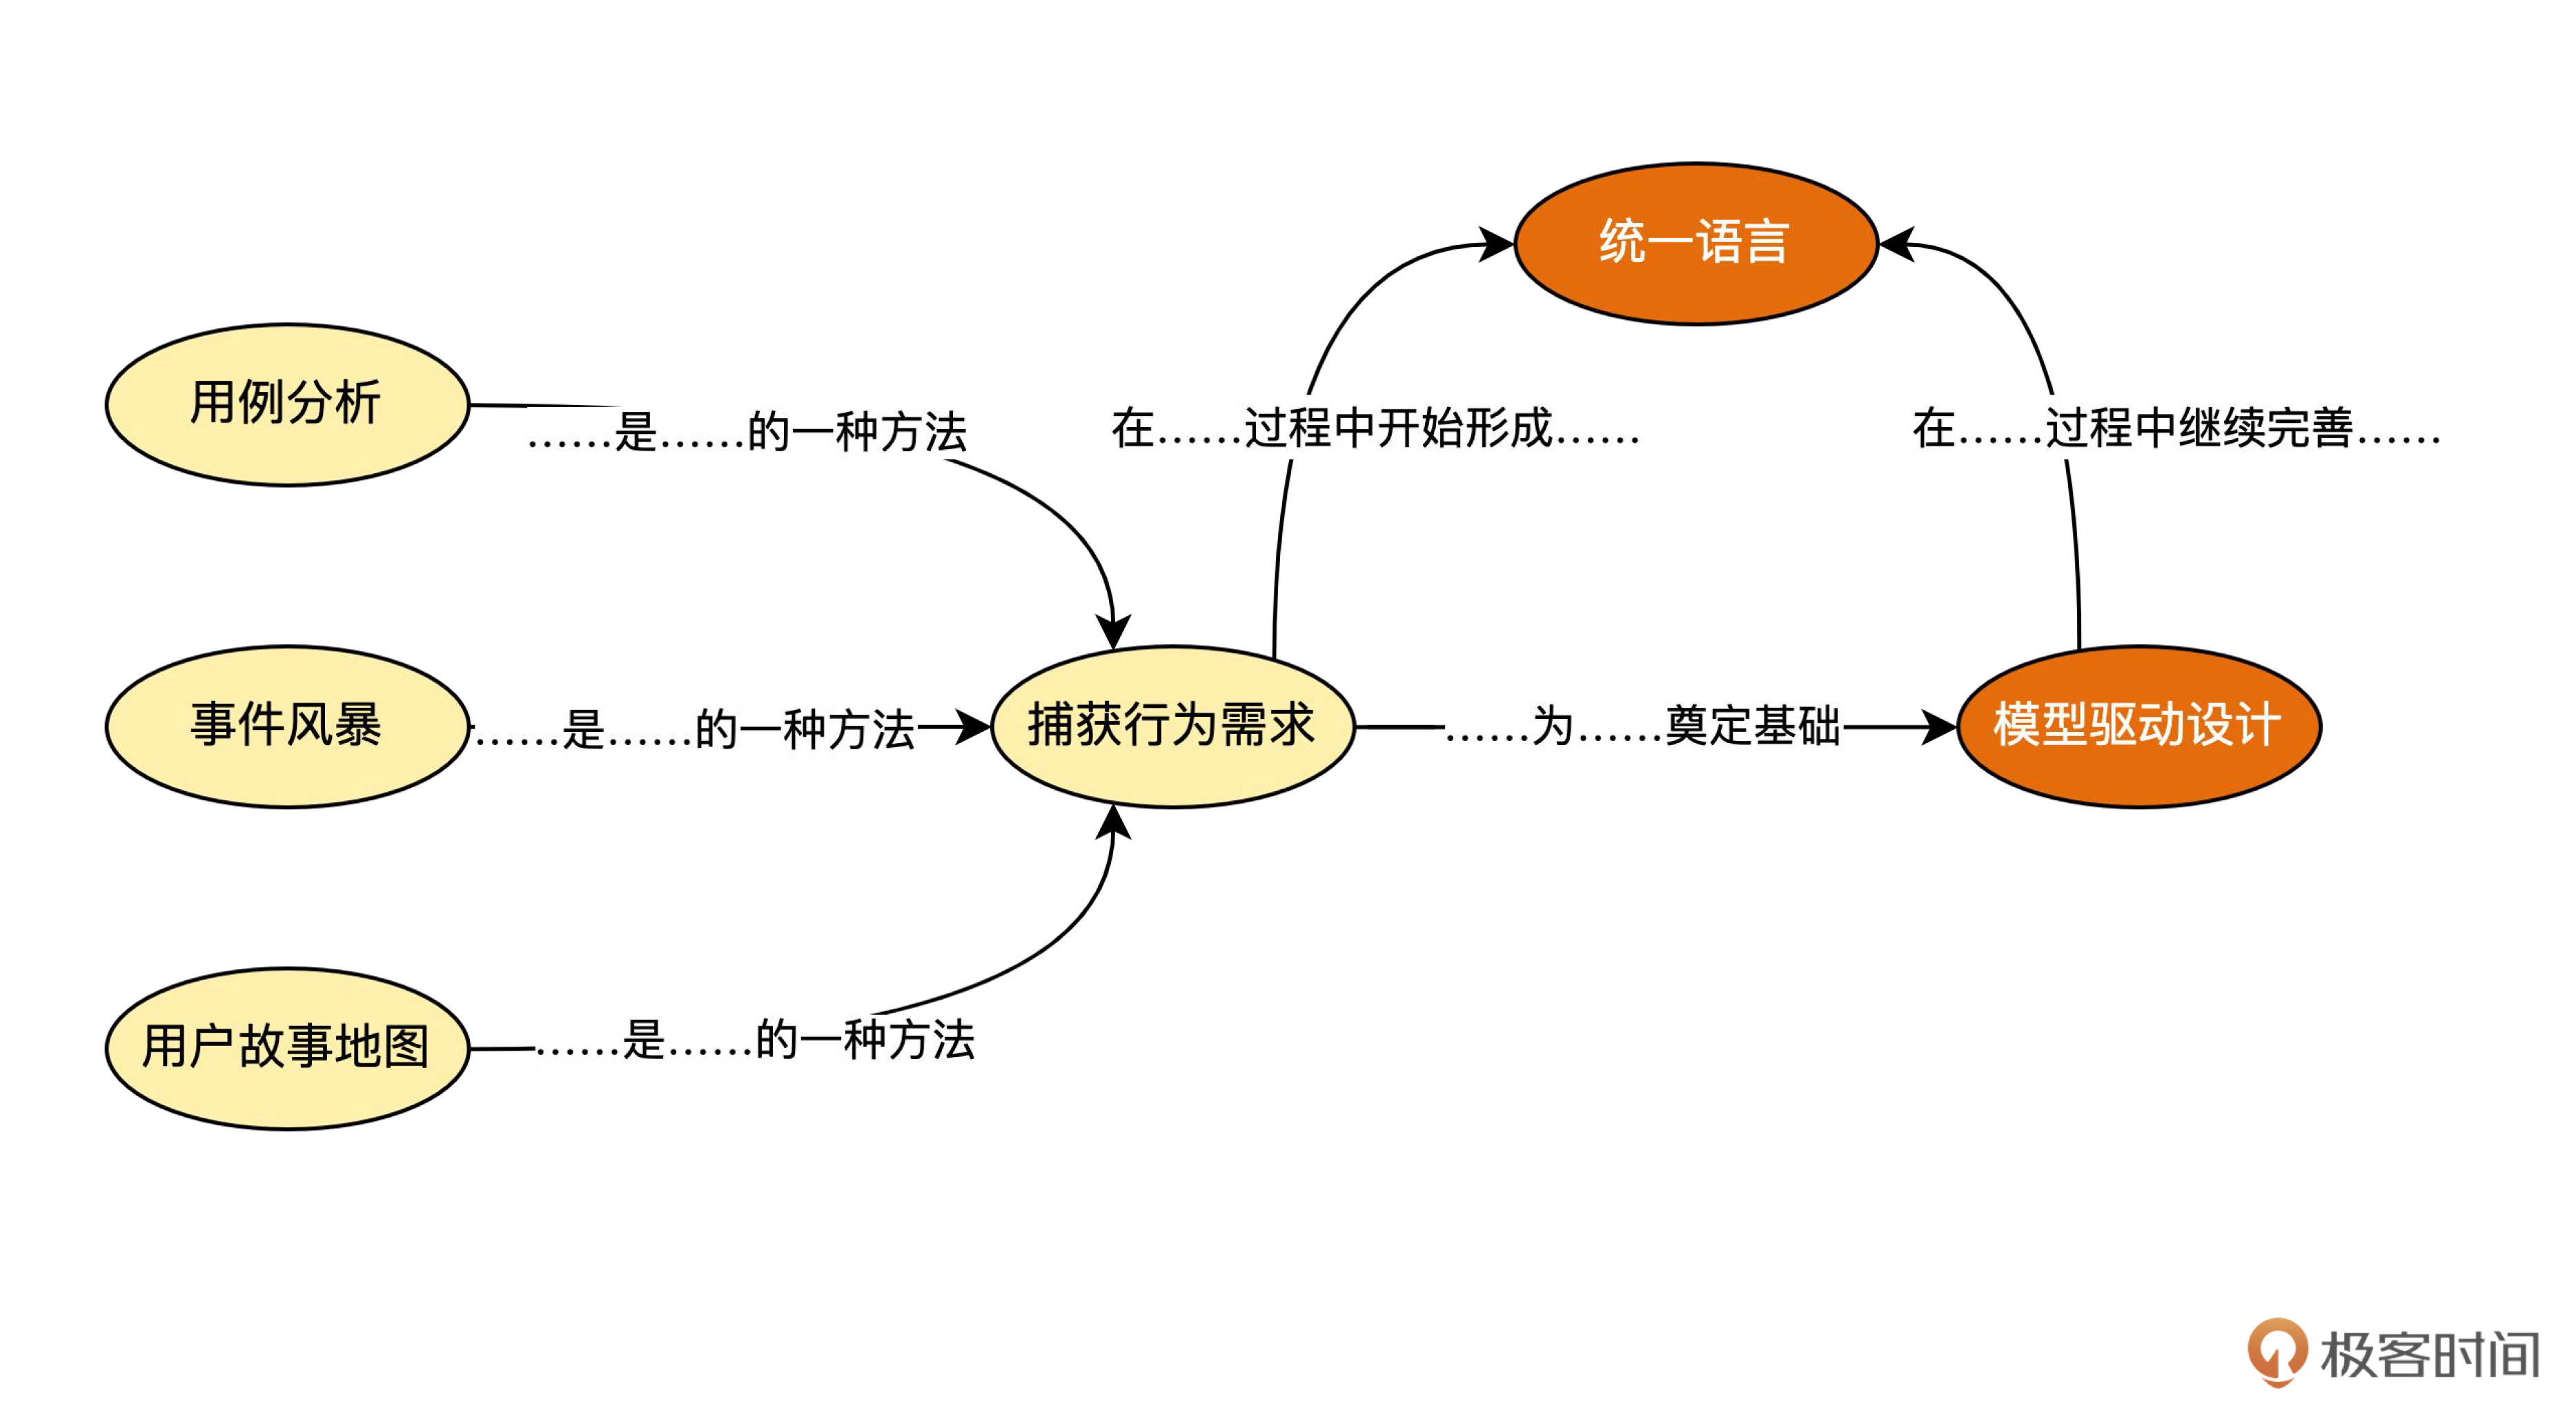 统一语言
用例分析
……是……的一种方法
在……过程中开始形成……
在……过程中继续完善……
事件风暴
……是……的一种方法
捕获行为需求
……为……奠定基础
模型驱动设计
用户故事地图
……是……的一种方法
极客时间